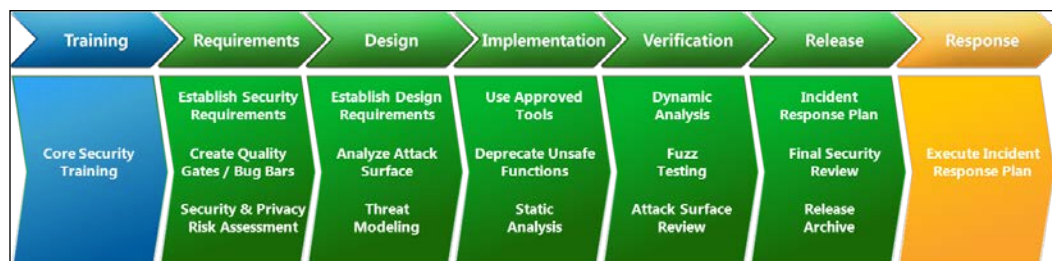 Training
Requirements
Design
Implementation
Verification
Release
Response
Core Security
Training
Establish Security
Requirements
Create Quality
Gates / Bug Bars
Security & Privacy
Risk Assessment
Establish Design
Requirements
Analyze Attack
Surface
Threat
Modeling
Use Approved
Tools
Deprecate Unsafe
Functions
Static
Analysis
Dynamic
Analysis
Fuzz
Testing
Attack Surface
Review
Incident
Response Plan
Final Security
Review
Release
Archive
Execute Incident
Response Plan